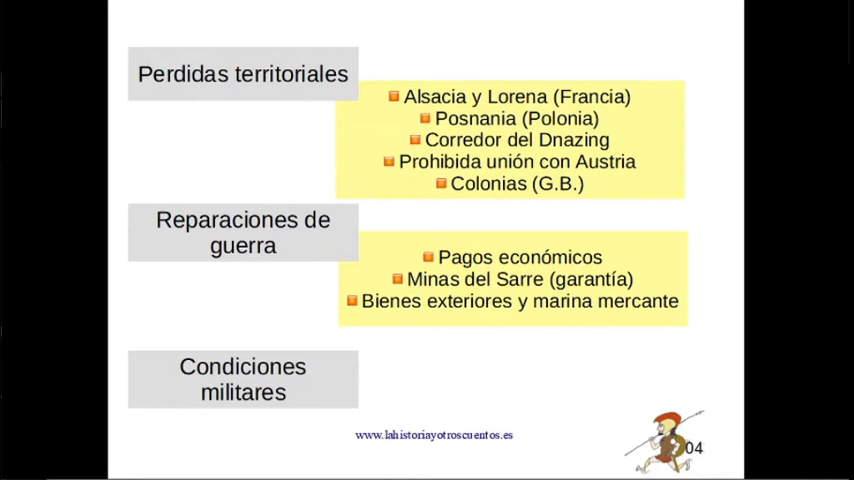 Perdidas territoriales
Alsacia y Lorena (Francia)
Posnania (Polonia)
Corredor del Dnazing
Prohibida unión con Austria
Colonias (G.B.)
Reparaciones de
guerra
Pagos económicos
Minas del Sarre (garantía)
Bienes exteriores y marina mercante
Condiciones
militares
www.lahistoriayotroscuentos.es
04